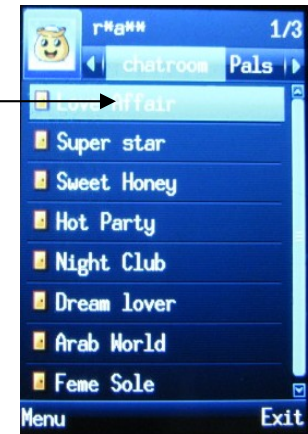 r*a** 1/3
chatroom Pals
Love Affair
Super star
Sweet Honey
Hot Party
Night Club
Dream lover
Arab World
Feme Sole
Menu Exit